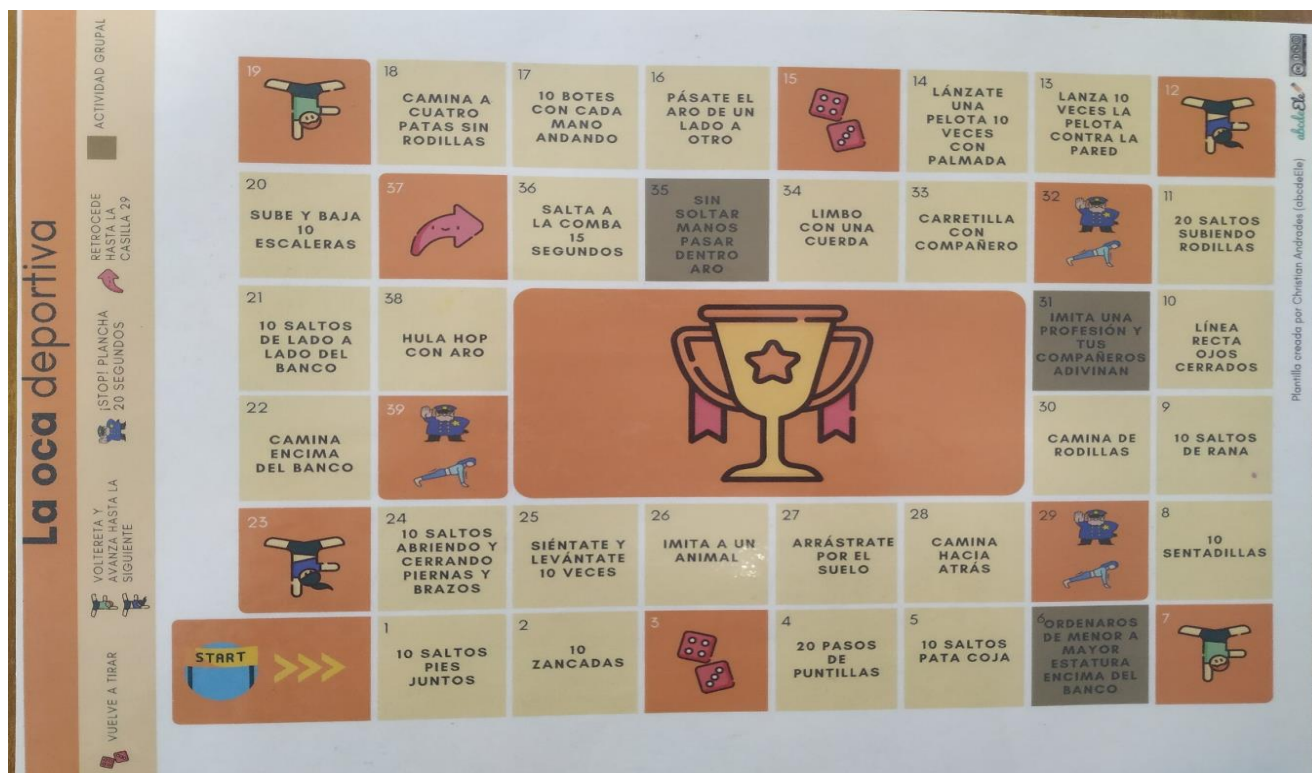 La oca deportiva
VUELVE A TIRAR
VOLTERETA Y
AVANZA HASTA LA
SIGUIENTE
¡STOP! PLANCHA
20 SEGUNDOS
RETROCEDE
HASTA LA
CASILLA 29
ACTIVIDAD GRUPAL
19
18
CAMINA A
CUATRO
PATAS SIN
RODILLAS
17
10 BOTES
CON CADA
MANO
ANDANDO
16
PÁSATE EL
ARO DE UN
LADO A
OTRO
15
14
LÁNZATE
UNA
PELOTA 10
VECES
CON
PALMADA
13
LANZA 10
VECES LA
PELOTA
CONTRA LA
PARED
12
20
SUBE Y BAJA
10
ESCALERAS
37
36
SALTA A
LA COMBA
15
SEGUNDOS
35
SIN
SOLTAR
MANOS
PASAR
DENTRO
ARO
34
LIMBO
CON UNA
CUERDA
33
CARRETILLA
CON
COMPAÑERO
32
11
20 SALTOS
SUBIENDO
RODILLAS
21
10 SALTOS
DE LADO A
LADO DEL
BANCO
38
HULA HOP
CON ARO
31
IMITA UNA
PROFESIÓN Y
TUS
COMPAÑEROS
ADIVINAN
10
LÍNEA
RECTA
OJOS
CERRADOS
22
CAMINA
ENCIMA
DEL BANCO
39
30
CAMINA DE
RODILLAS
9
10 SALTOS
DE RANA
23
24
10 SALTOS
ABRIENDO Y
CERRANDO
PIERNAS Y
BRAZOS
25
SIÉNTATE Y
LEVÁNTATE
10 VECES
26
IMITA A UN
ANIMAL
27
ARRÁSTRATE
POR EL
SUELO
28
CAMINA
HACIA
ATRÁS
29
8
10
SENTADILLAS
START
1
10 SALTOS
PIES
JUNTOS
2
10
ZANCADAS
3
4
20 PASOS
DE
PUNTILLAS
5
10 SALTOS
PATA COJA
6
ORDENAROS
DE MENOR A
MAYOR
ESTATURA
ENCIMA DEL
BANCO
7
Plantilla creada por Christian Andrades (abcdeEle)
abcdeEle